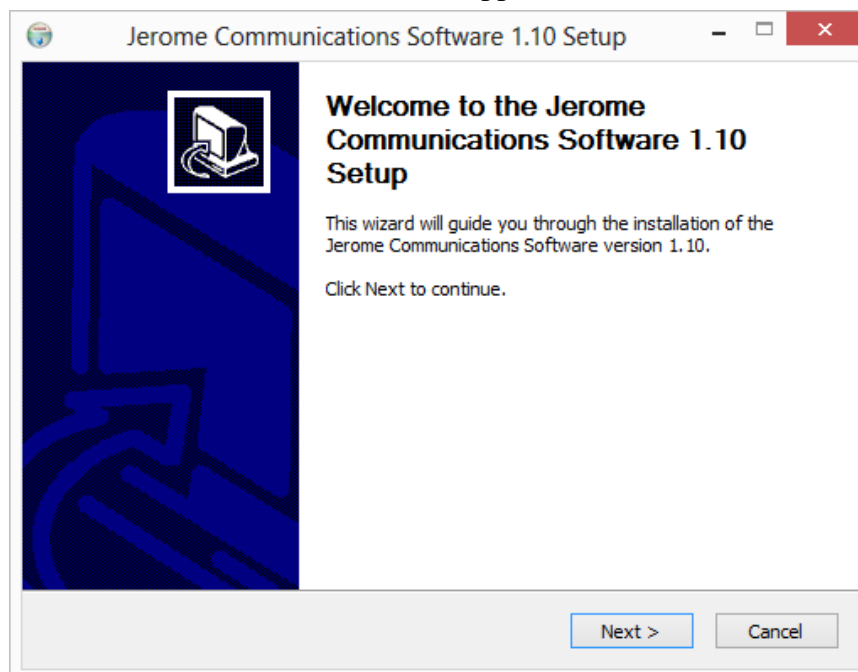 Jerome Communications Software 1.10 Setup
Welcome to the Jerome
Communications Software 1.10
Setup
This wizard will guide you through the installation of the
Jerome Communications Software version 1.10.
Click Next to continue.
Next >
Cancel